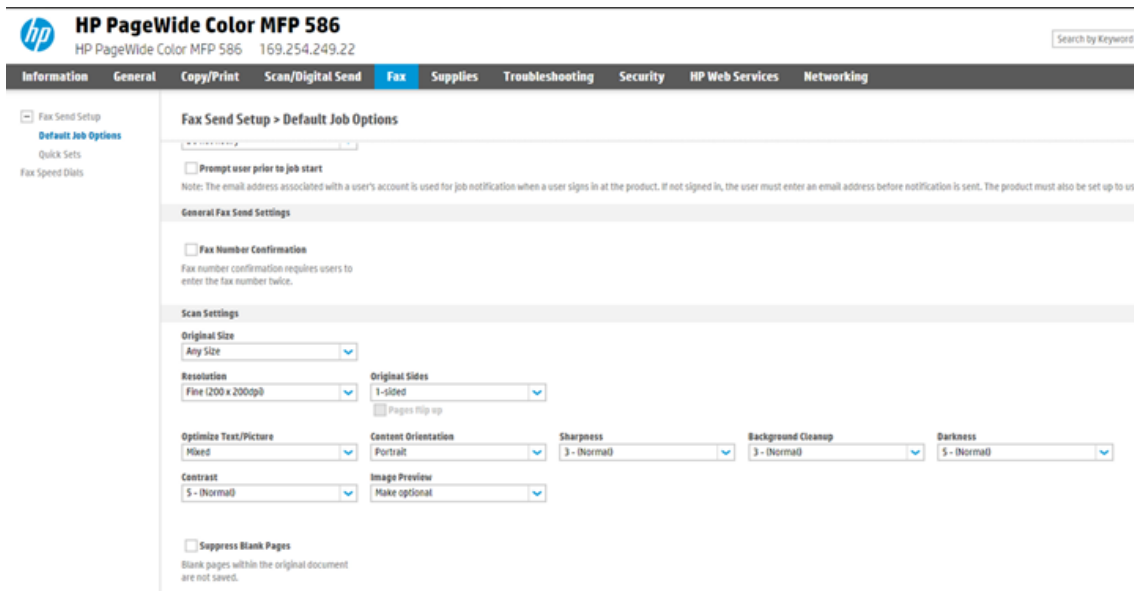 hp
HP PageWide Color MFP 586
HP PageWide Color MFP 586 169.254.249.22
Search by Keyword
Information General Copy/Print Scan/Digital Send Fax Supplies Troubleshooting Security HP Web Services Networking
Fax Send Setup
Default Job Options
Quick Sets
Fax Speed Dials
Fax Send Setup > Default Job Options
Prompt user prior to job start
Note: The email address associated with a user's account is used for job notification when a user signs in at the product. If not signed in, the user must enter an email address before notification is sent. The product must also be set up to us
General Fax Send Settings
Fax Number Confirmation
Fax number confirmation requires users to
enter the fax number twice.
Scan Settings
Original Size
Any Size
Resolution Original Sides
Fine (200 x 200dpi) 1-sided
Pages flip up
Optimize Text/Picture Content Orientation Sharpness Background Cleanup Darkness
Mixed Portrait 3 - (Normal) 3 - (Normal) 5 - (Normal)
Contrast Image Preview
5 - (Normal) Make optional
Suppress Blank Pages
Blank pages within the original document
are not saved.